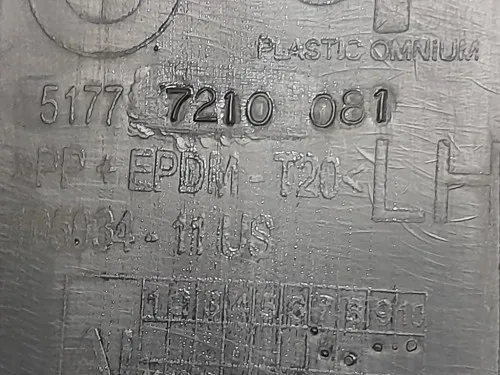 PLASTIC OMNIUM
5177 7210 081
>PP + EPDM - T20<
LH
34 - 11 US
1 2 3 4 5 6 7 8 9 10